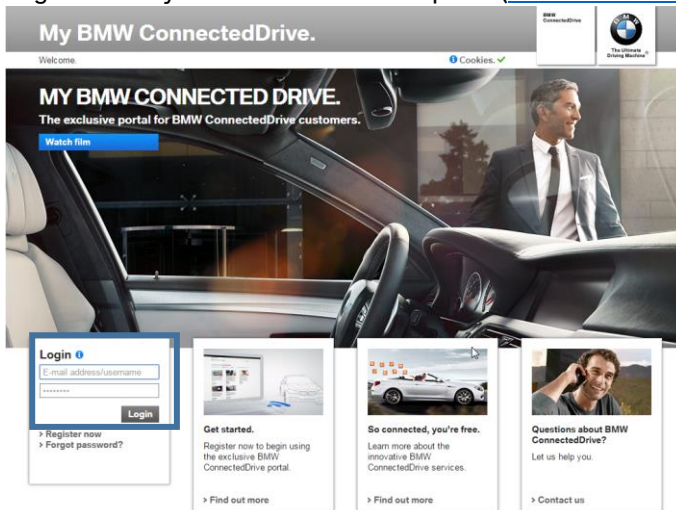 My BMW ConnectedDrive.
BMW
ConnectedDrive
The Ultimate
Driving Machine®
Welcome.
Cookies.
MY BMW CONNECTED DRIVE.
The exclusive portal for BMW ConnectedDrive customers.
Watch film
Login
E-mail address/username
--------
Login
> Register now
> Forgot password?
Get started.
Register now to begin using
the exclusive BMW
ConnectedDrive portal.
> Find out more
So connected, you're free.
Learn more about the
innovative BMW
ConnectedDrive services.
> Find out more
Questions about BMW
ConnectedDrive?
Let us help you.
> Contact us